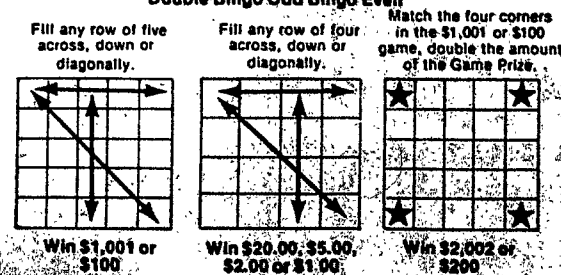 Double Bingo Odd Bingo Even
Fill any row of five
across, down or
diagonally.
Win $1,001 or
$100
Fill any row of four
across, down or
diagonally.
Win $20.00, $5.00,
$2.00 or $1.00
Match the four corners
in the $1,001 or $100
game, double the amount
of the Game Prize.
Win $2,002 or
$200